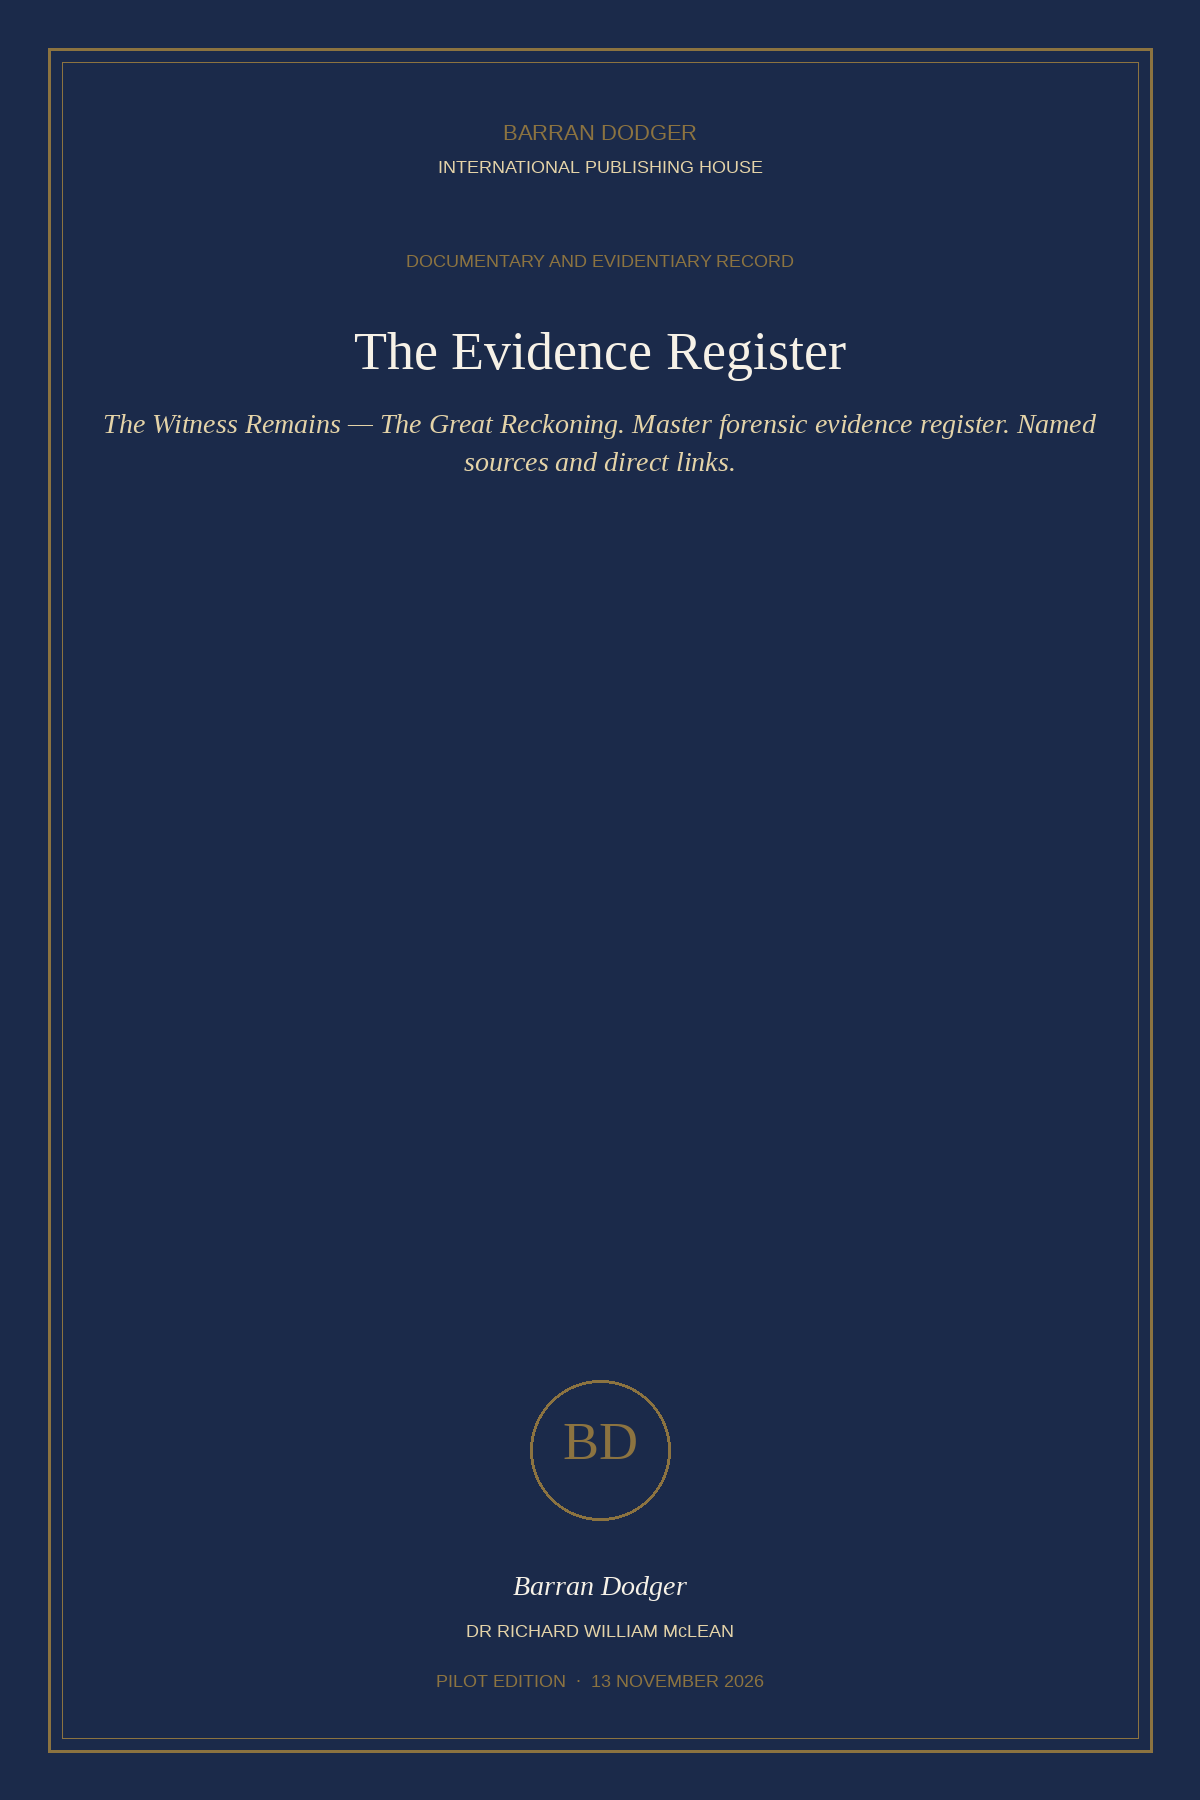 BARRAN DODGER
INTERNATIONAL PUBLISHING HOUSE
DOCUMENTARY AND EVIDENTIARY RECORD
The Evidence Register
The Witness Remains — The Great Reckoning. Master forensic evidence register. Named
sources and direct links.
BD
Barran Dodger
DR RICHARD WILLIAM McLEAN
PILOT EDITION · 13 NOVEMBER 2026